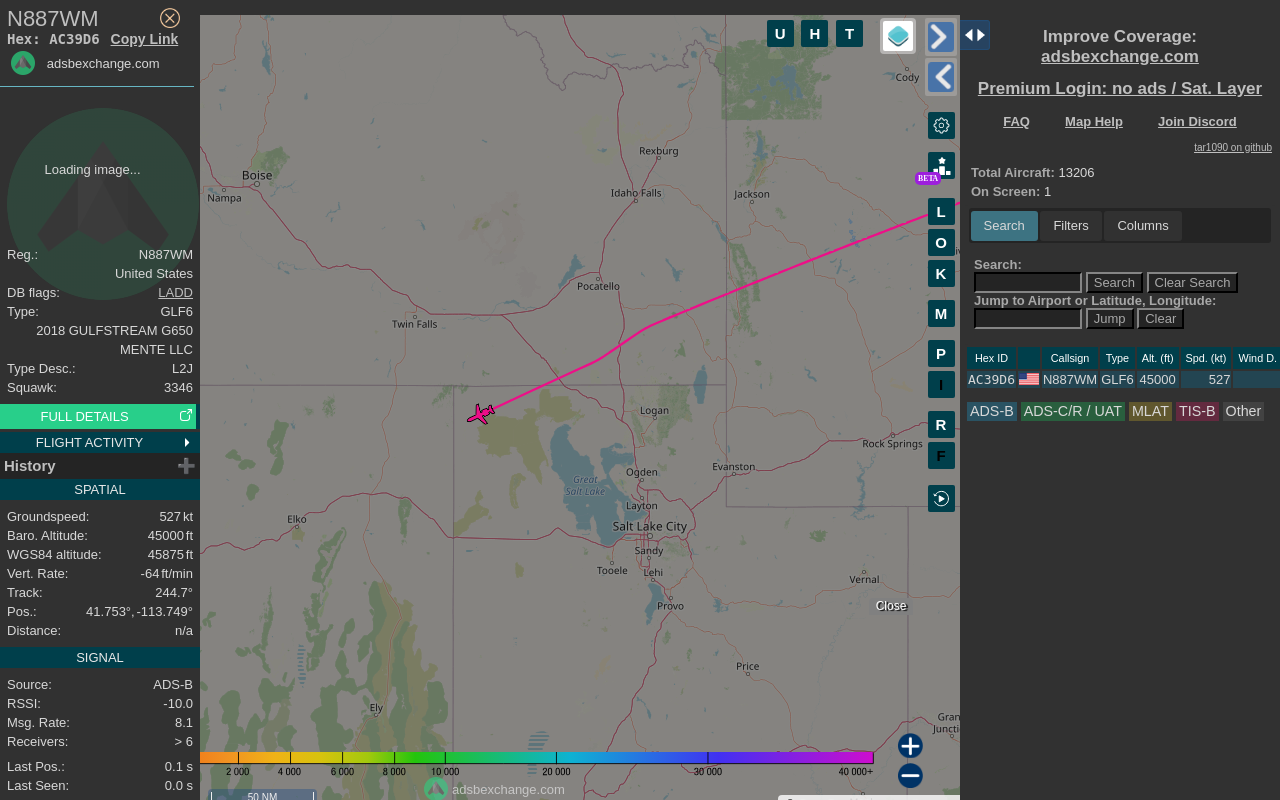 N887WM
Hex: AC39D6 Copy Link
adsbexchange.com
Loading image...
Reg.: N887WM
United States
DB flags: LADD
Type: GLF6
2018 GULFSTREAM G650
MENTE LLC
Type Desc.: L2J
Squawk: 3346
FULL DETAILS
FLIGHT ACTIVITY
History
SPATIAL
Groundspeed: 527 kt
Baro. Altitude: 45000 ft
WGS84 altitude: 45875 ft
Vert. Rate: -64 ft/min
Track: 244.7°
Pos.: 41.753°, -113.749°
Distance: n/a
SIGNAL
Source: ADS-B
RSSI: -10.0
Msg. Rate: 8.1
Receivers: > 6
Last Pos.: 0.1 s
Last Seen: 0.0 s
U H T
Cody
Rexburg
Boise
Idaho Falls
Jackson
Nampa
Pocatello
Twin Falls
Logan
Rock Springs
Ogden
Evanston
Great
Salt Lake
Layton
Elko
Salt Lake City
Sandy
Tooele
Lehi
Vernal
Provo
Close
Price
Ely
Gran
Juncti
BETA
L
O
K
M
P
I
R
F
2 000 4 000 6 000 8 000 10 000 20 000 30 000 40 000+
adsbexchange.com
50 NM
Improve Coverage:
adsbexchange.com
Premium Login: no ads / Sat. Layer
FAQ Map Help Join Discord
tar1090 on github
Total Aircraft: 13206
On Screen: 1
Search Filters Columns
Search:
Search Clear Search
Jump to Airport or Latitude, Longitude:
Jump Clear
Hex ID Callsign Type Alt. (ft) Spd. (kt) Wind D.
AC39D6 N887WM GLF6 45000 527
ADS-B ADS-C/R / UAT MLAT TIS-B Other